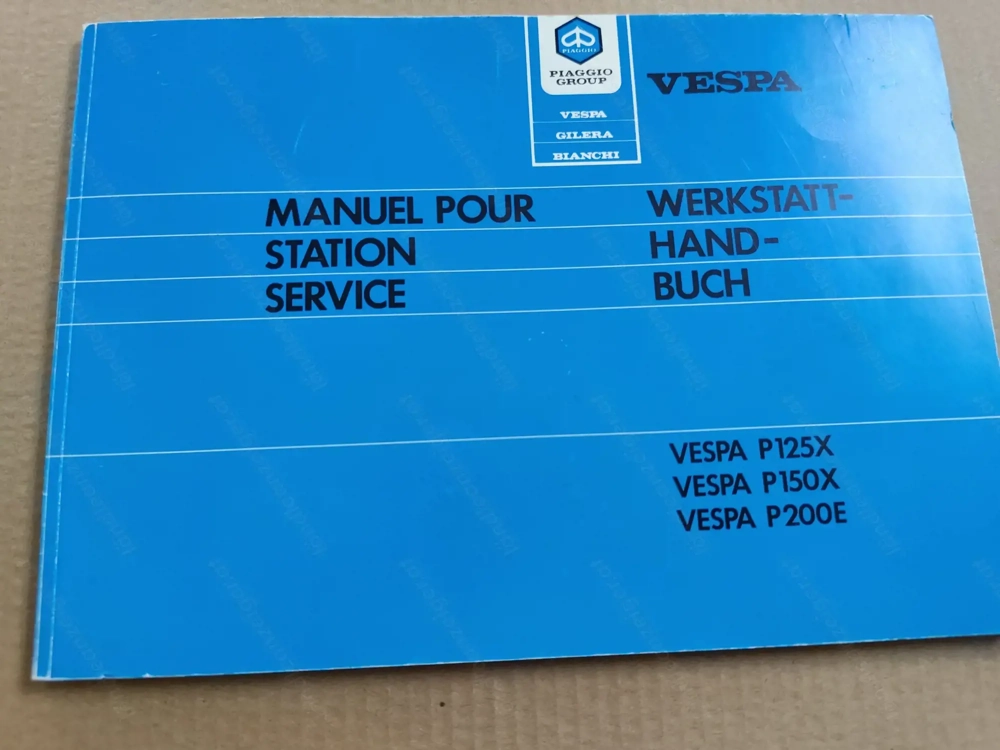 PIAGGIO
PIAGGIO
GROUP
VESPA
GILERA
BIANCHI
VESPA
MANUEL POUR
STATION
SERVICE
WERKSTATT-
HAND-
BUCH
VESPA P125X
VESPA P150X
VESPA P200E